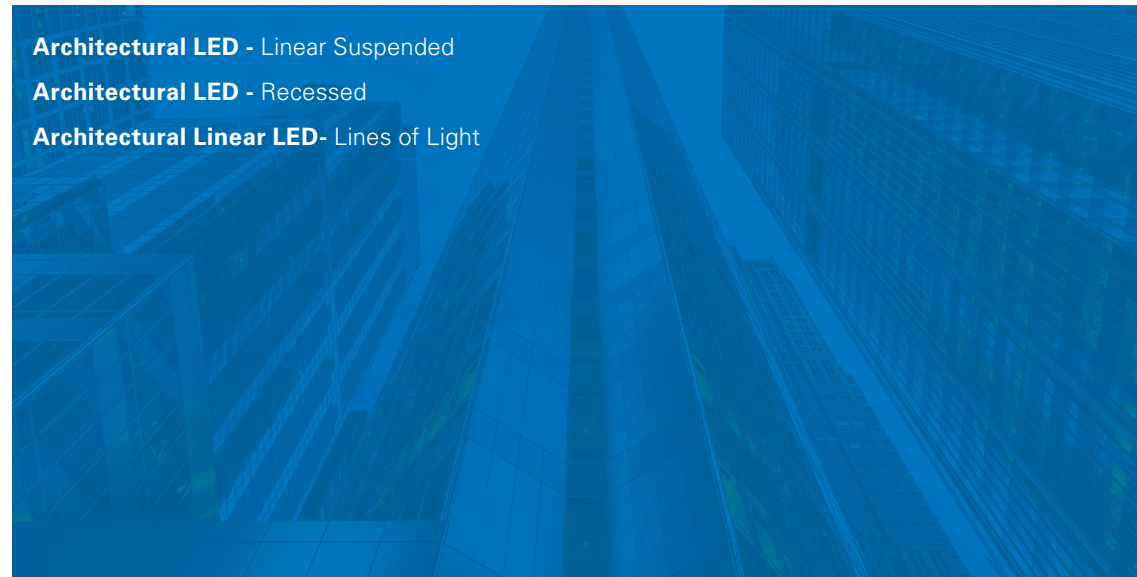 Architectural LED - Linear Suspended
Architectural LED - Recessed
Architectural Linear LED- Lines of Light